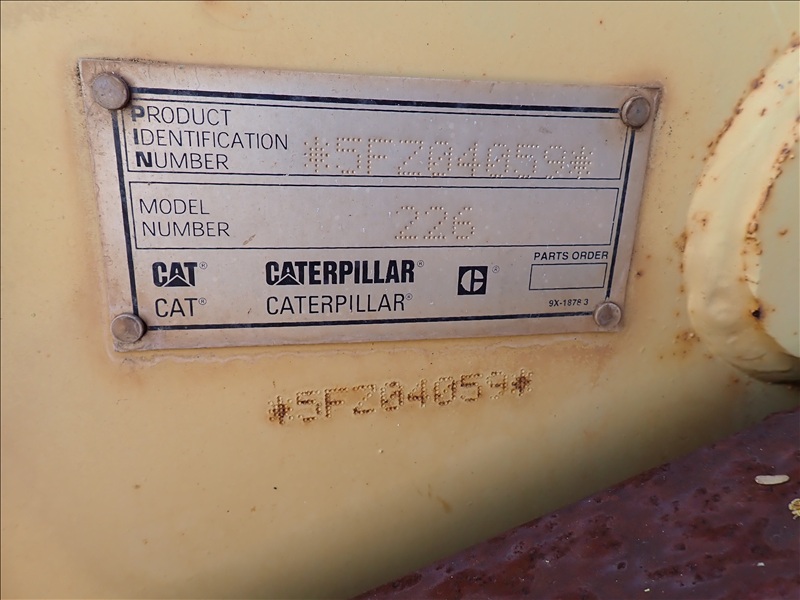 PRODUCT
IDENTIFICATION
NUMBER *5FZ04059*
MODEL
NUMBER 226
CAT® CATERPILLAR® C® PARTS ORDER
CAT® CATERPILLAR® 9X-1878 3
*5FZ04059*